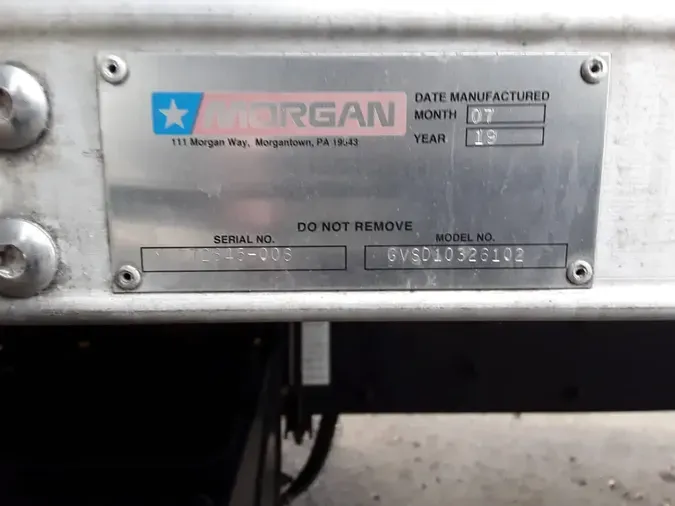 MORGAN
111 Morgan Way, Morgantown, PA 19543
DATE MANUFACTURED
MONTH 07
YEAR 19
DO NOT REMOVE
SERIAL NO.
MODEL NO.
GVSD10326102